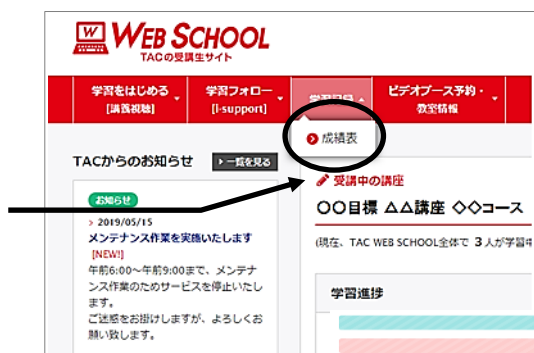 W WEB SCHOOL
TACの受講生サイト
学習をはじめる
[講義視聴]
学習フォロー
[i-support]
学習記録
ビデオブース予約・
教室情報
成績表
TACからのお知らせ
一覧を見る
お知らせ
> 2019/05/15
メンテナンス作業を実施いたします
[NEW!]
午前6:00～午前9:00まで、メンテナ
ンス作業のためサービスを停止いたし
ます。
ご迷惑をお掛けしますが、よろしくお
願い致します。
受講中の講座
〇〇目標 △△講座 ◇◇コース
(現在、TAC WEB SCHOOL全体で 3 人が学習中
学習進捗